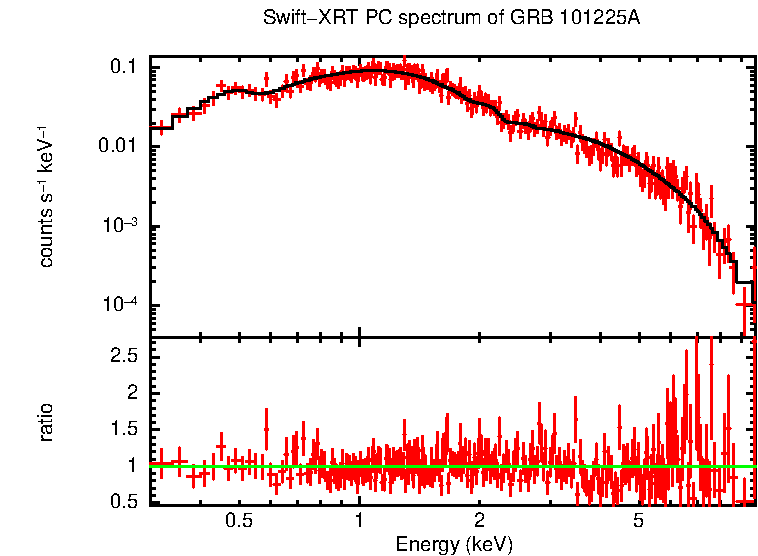 Swift−XRT PC spectrum of GRB 101225A
counts s⁻¹ keV⁻¹
0.1
0.01
10⁻³
10⁻⁴
ratio
2.5
2
1.5
1
0.5
0.5 1 2 5
Energy (keV)